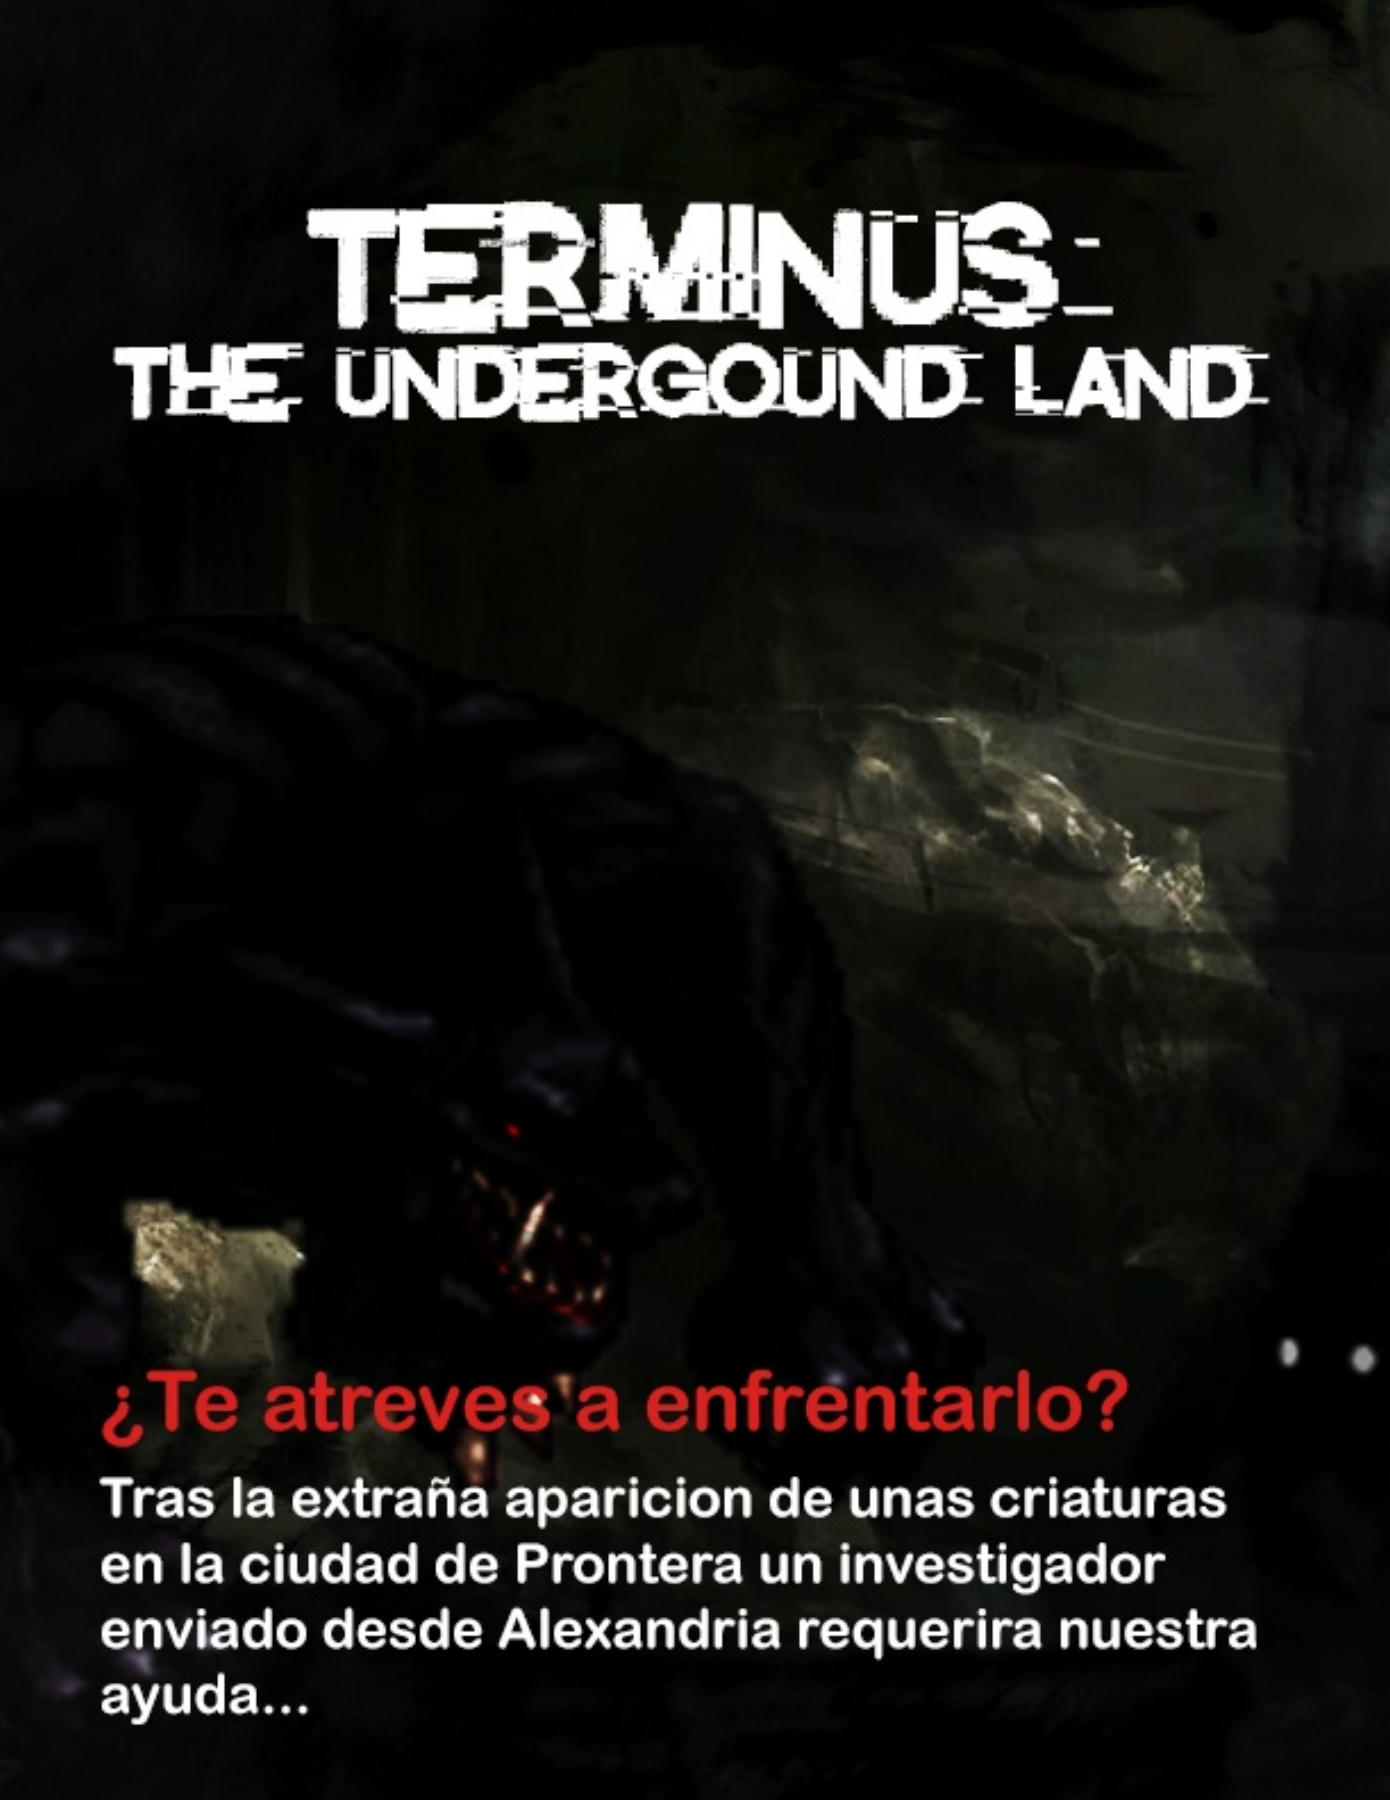 TERMINUS:
THE UNDERGOUND LAND
¿Te atreves a enfrentarlo?
Tras la extraña aparicion de unas criaturas
en la ciudad de Prontera un investigador
enviado desde Alexandria requerira nuestra
ayuda...